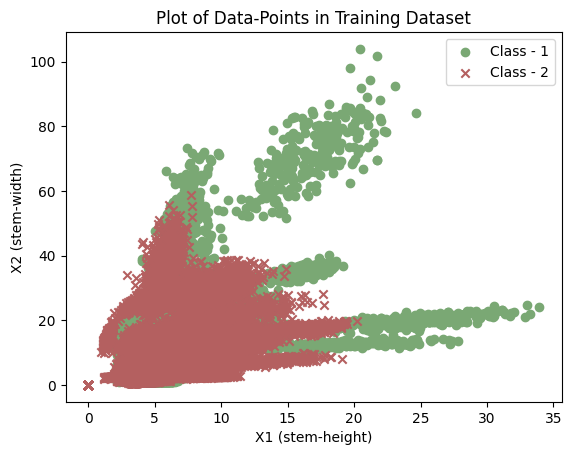 Plot of Data-Points in Training Dataset
Class - 1
Class - 2
X2 (stem-width)
100
80
60
40
20
0
0 5 10 15 20 25 30 35
X1 (stem-height)